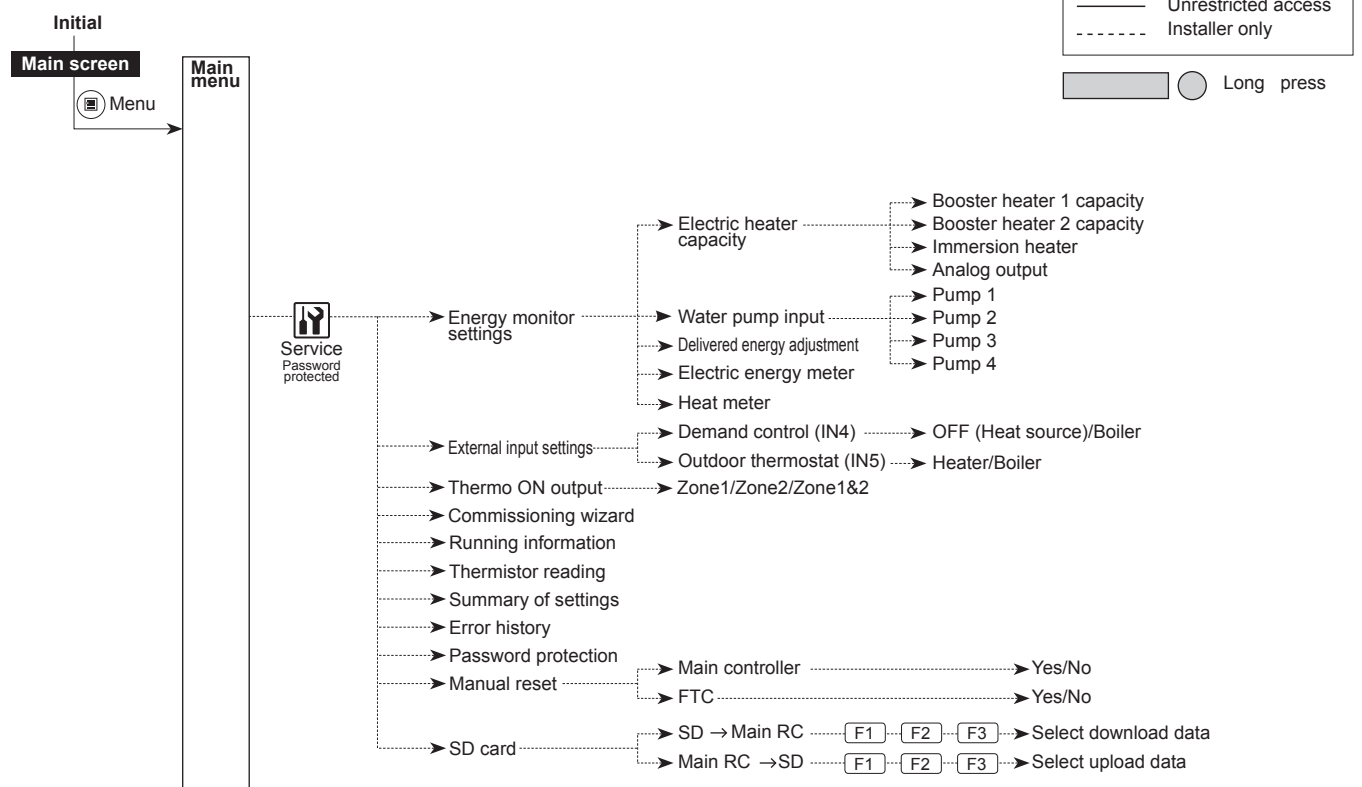 Unrestricted access
Installer only
Long press
Initial
Main screen
Menu
Main
menu
Service
Password
protected
Energy monitor
settings
Electric heater
capacity
Booster heater 1 capacity
Booster heater 2 capacity
Immersion heater
Analog output
Water pump input
Pump 1
Pump 2
Pump 3
Pump 4
Delivered energy adjustment
Electric energy meter
Heat meter
External input settings
Demand control (IN4)
OFF (Heat source)/Boiler
Outdoor thermostat (IN5)
Heater/Boiler
Thermo ON output
Zone1/Zone2/Zone1&2
Commissioning wizard
Running information
Thermistor reading
Summary of settings
Error history
Password protection
Manual reset
Main controller
Yes/No
FTC
Yes/No
SD card
SD → Main RC F1 F2 F3 Select download data
Main RC → SD F1 F2 F3 Select upload data